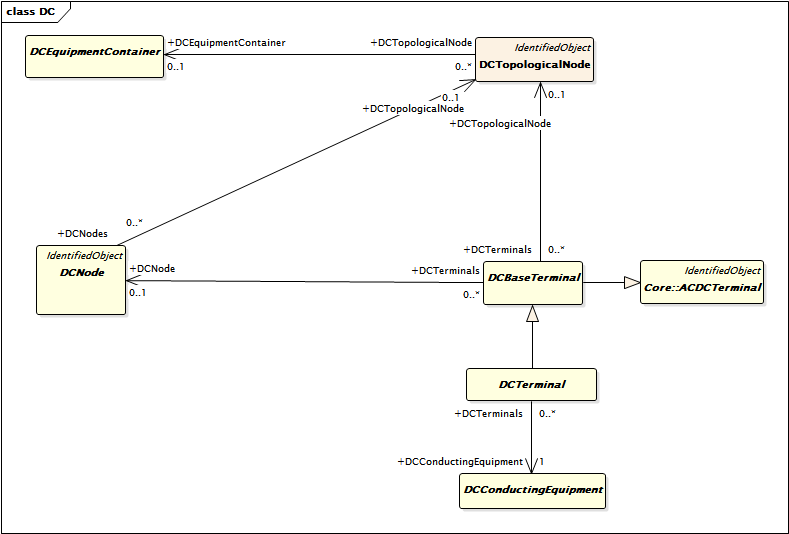 class DC
DCEquipmentContainer
+DCEquipmentContainer
0..1
+DCTopologicalNode
0..*
IdentifiedObject
DCTopologicalNode
0..1
+DCTopologicalNode
0..1
+DCTopologicalNode
0..*
+DCNodes
IdentifiedObject
DCNode
+DCNode
0..1
+DCTerminals
0..*
+DCTerminals
0..*
DCBaseTerminal
IdentifiedObject
Core::ACDCTerminal
DCTerminal
+DCTerminals
0..*
+DCConductingEquipment
1
DCConductingEquipment